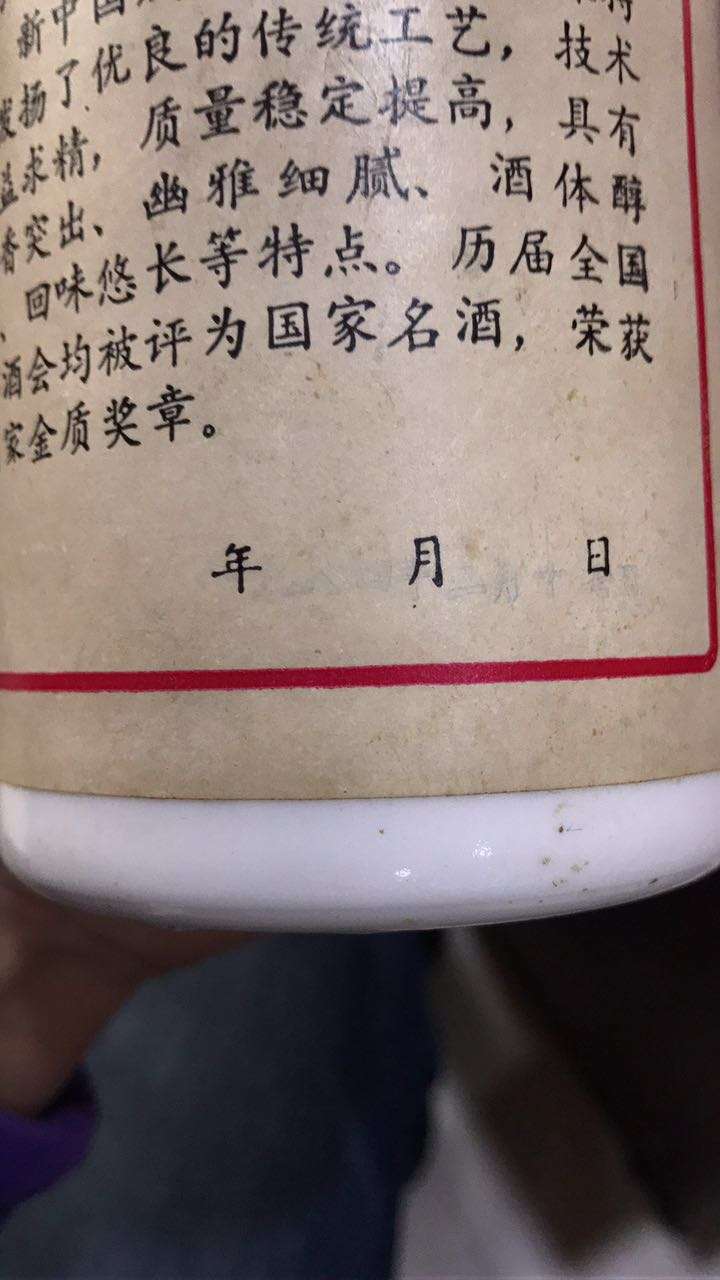 新中国
扬了优良的传统工艺，技术
益求精，质量稳定提高，具有
香突出、幽雅细腻、酒体醇
、回味悠长等特点。历届全国
酒会均被评为国家名酒，荣获
家金质奖章。
年 月 日